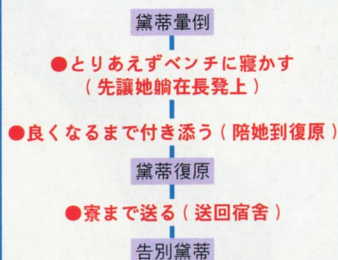 黛蒂暈倒
●とりあえずベンチに寝かす
(先讓她躺在長凳上)
●良くなるまで付き添う(陪她到復原)
黛蒂復原
●寮まで送る(送回宿舍)
告別黛蒂